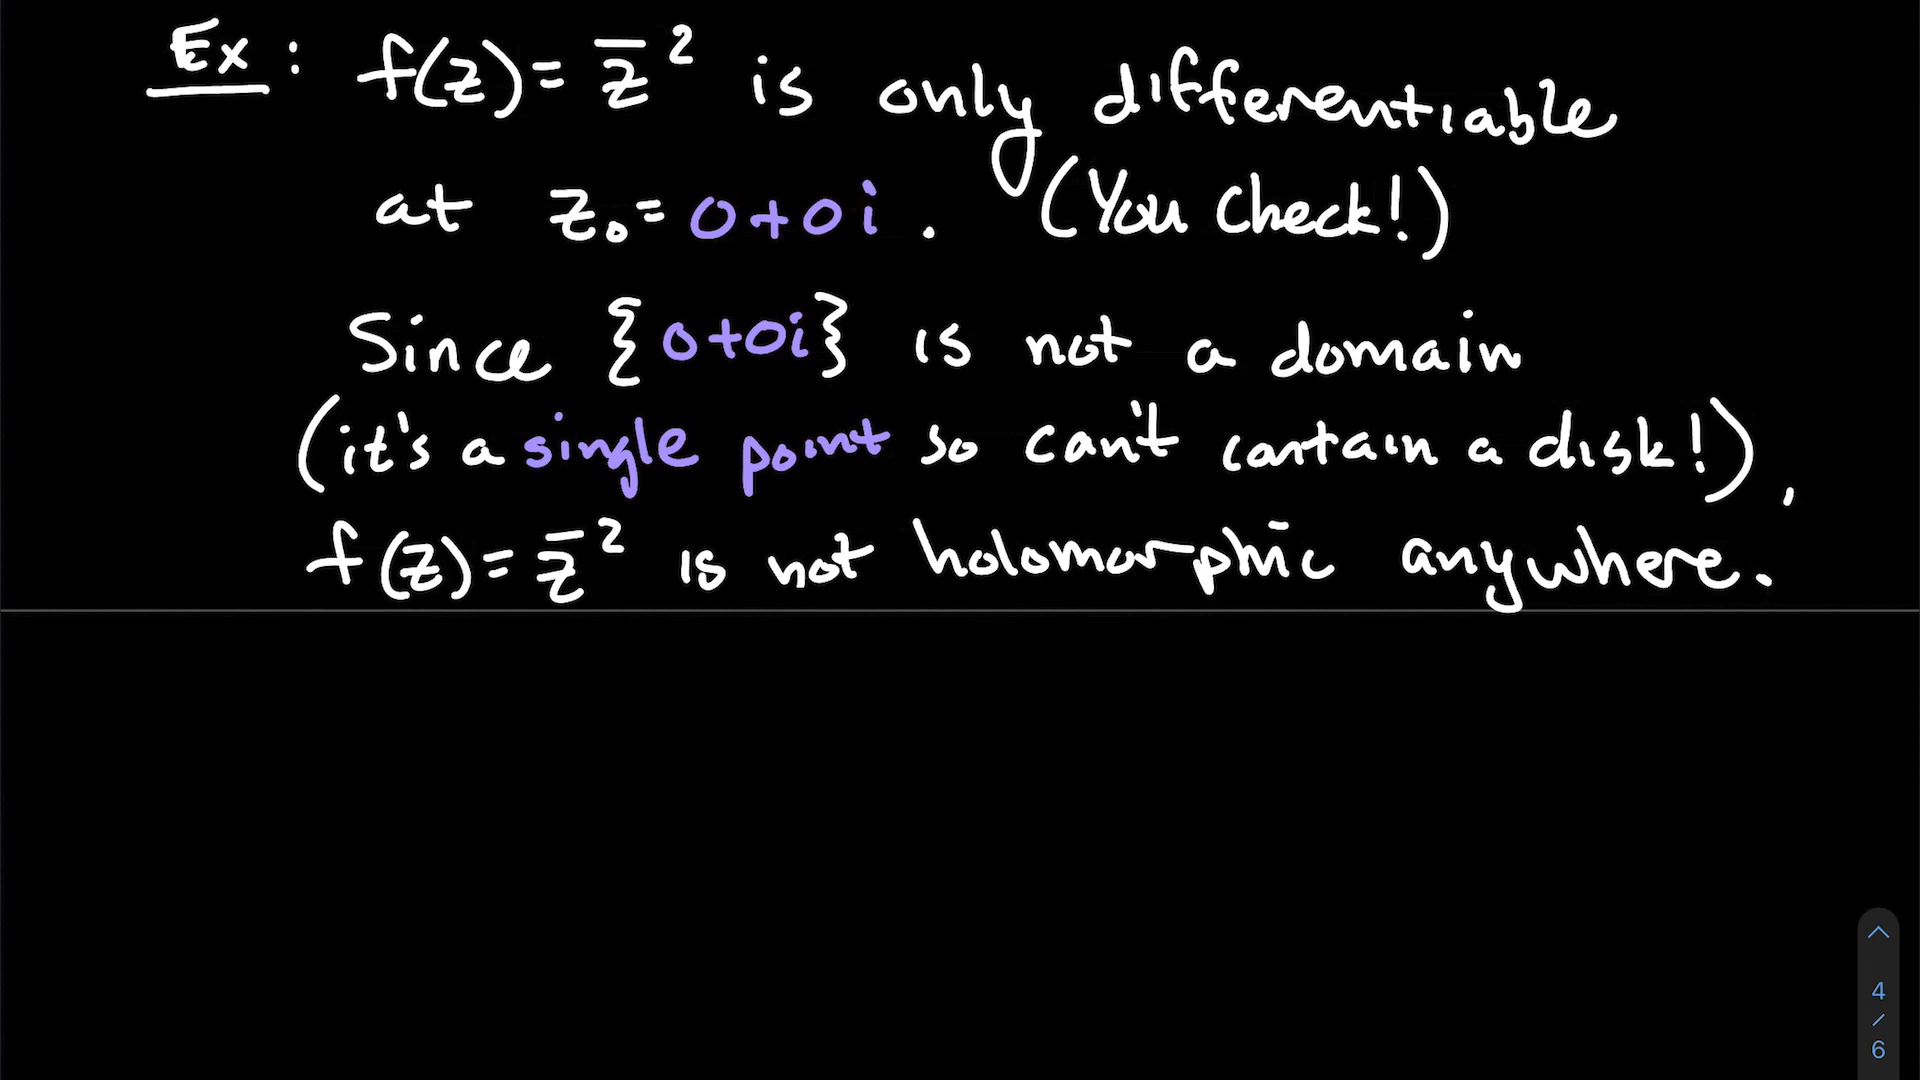 Ex: f(z) = z̅² is only differentiable
at z₀ = 0+0i. (You Check!)
Since {0+0i} is not a domain
(it's a single point so can't contain a disk!),
f(z) = z̅² is not holomorphic anywhere.
4
/
6